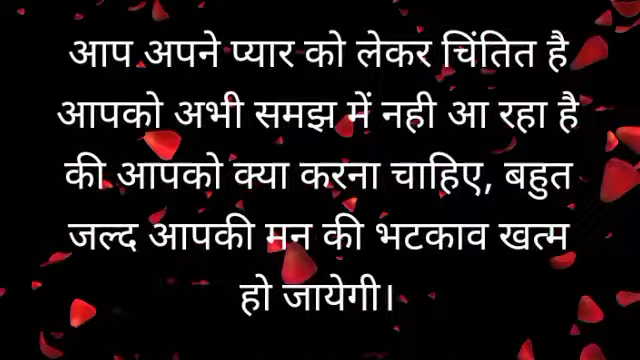 आप अपने प्यार को लेकर चिंतित है
आपको अभी समझ में नही आ रहा है
की आपको क्या करना चाहिए, बहुत
जल्द आपकी मन की भटकाव खत्म
हो जायेगी।